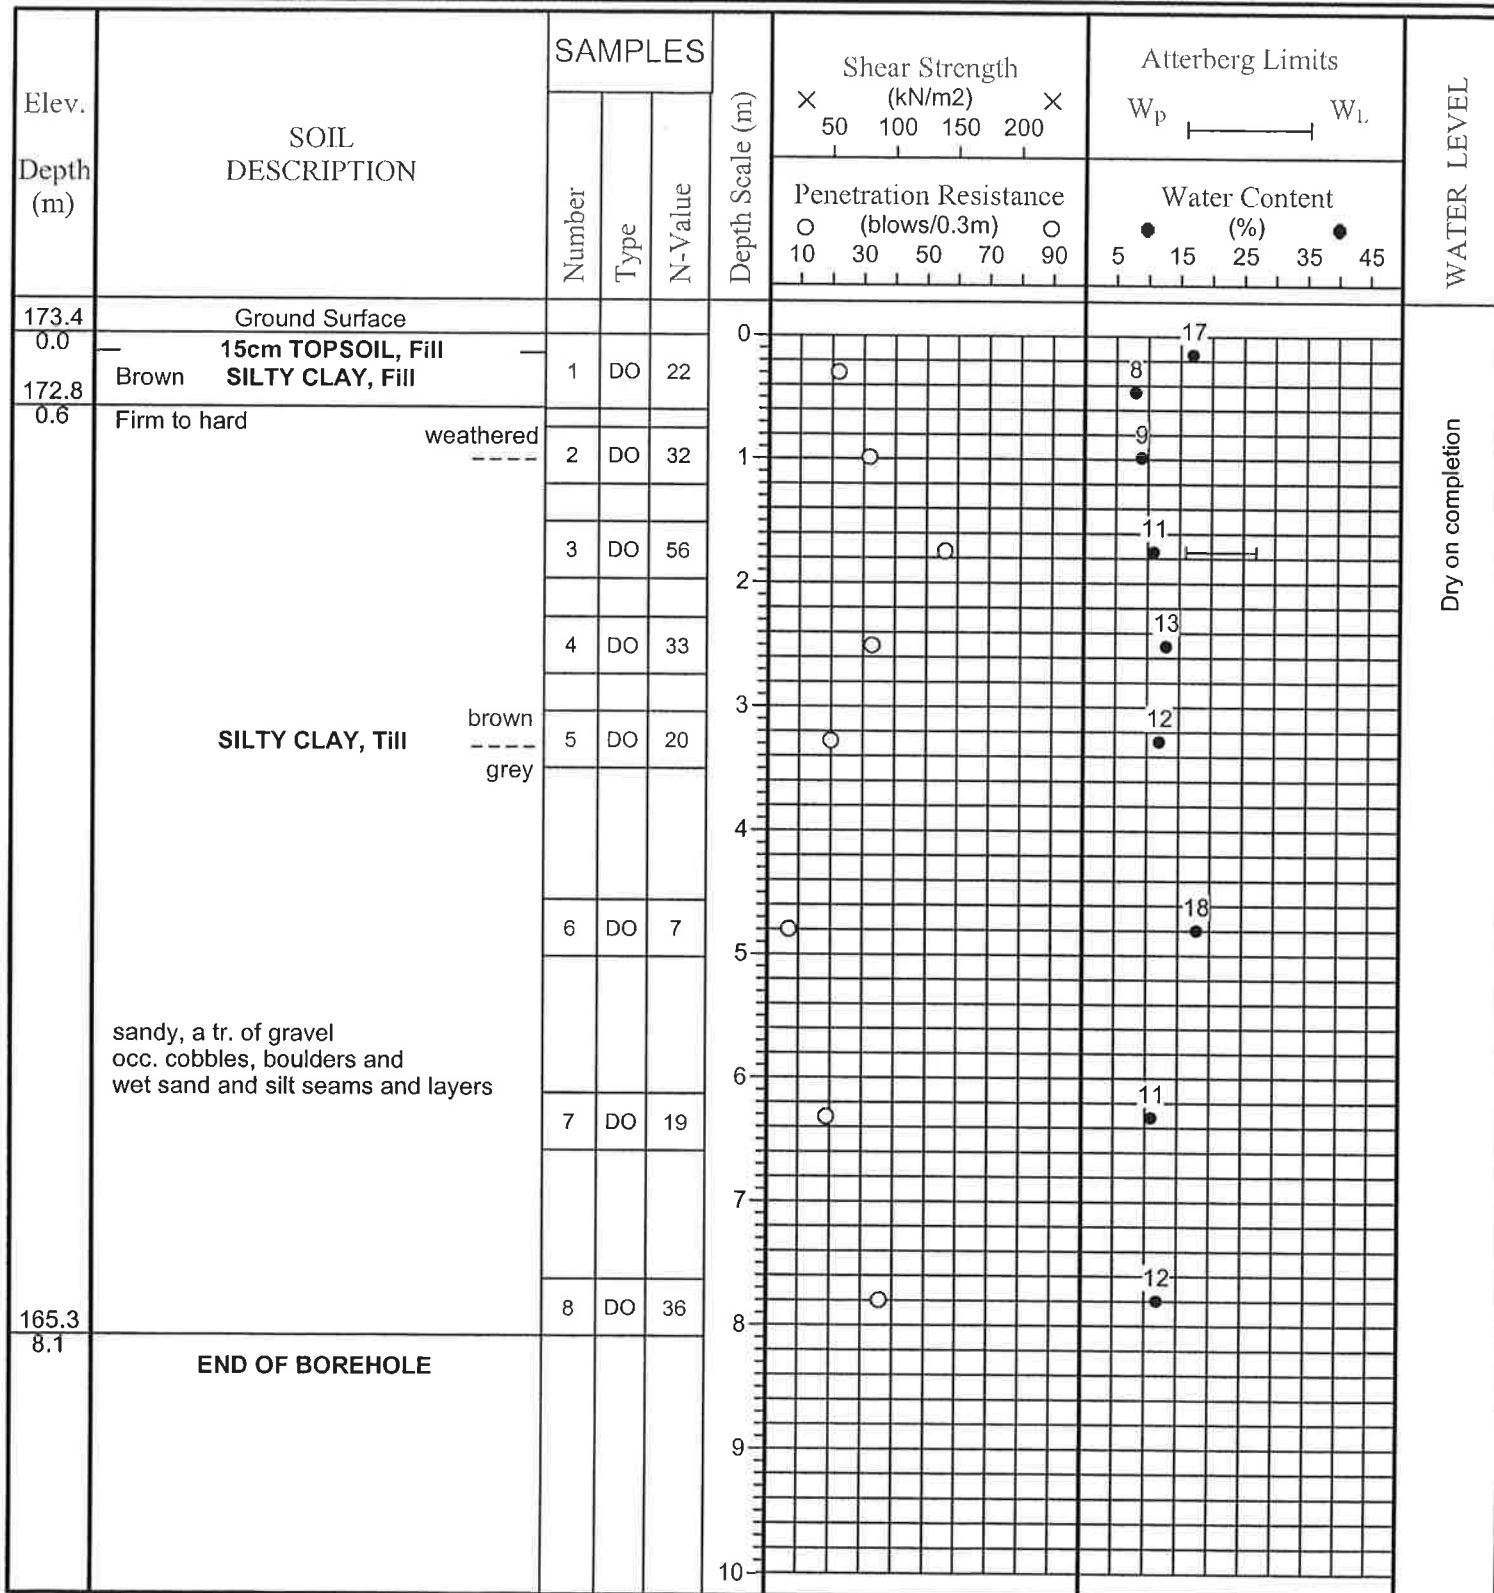 Elev.
Depth
(m)
SOIL
DESCRIPTION
SAMPLES
Number
Type
N-Value
Depth Scale (m)
Shear Strength
× (kN/m2) ×
50 100 150 200
Penetration Resistance
(blows/0.3m)
10 30 50 70 90
Atterberg Limits
Wp WL
Water Content
(%)
5 15 25 35 45
WATER LEVEL
173.4 Ground Surface
0.0
15cm TOPSOIL, Fill
Brown SILTY CLAY, Fill
172.8
0.6
Firm to hard
weathered
brown
SILTY CLAY, Till
grey
sandy, a tr. of gravel
occ. cobbles, boulders and
wet sand and silt seams and layers
165.3
8.1
END OF BOREHOLE
1 DO 22
2 DO 32
3 DO 56
4 DO 33
5 DO 20
6 DO 7
7 DO 19
8 DO 36
0
1
2
3
4
5
6
7
8
9
10
17
8
9
11
13
12
18
11
12
Dry on completion